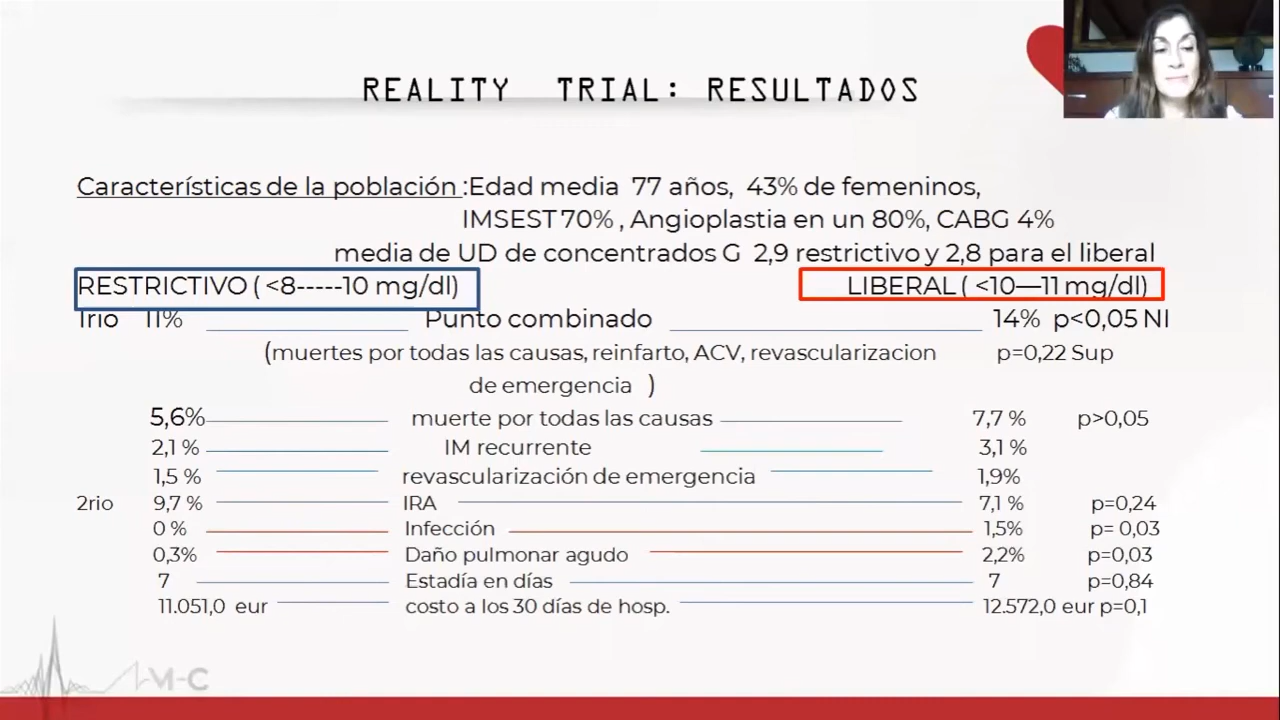 REALITY TRIAL: RESULTADOS
Características de la población :Edad media 77 años, 43% de femeninos,
IMSEST 70% , Angioplastia en un 80%, CABG 4%
media de UD de concentrados G 2,9 restrictivo y 2,8 para el liberal
RESTRICTIVO ( <8-----10 mg/dl) LIBERAL ( <10—11 mg/dl)
1rio 11% Punto combinado 14% p<0,05 NI
(muertes por todas las causas, reinfarto, ACV, revascularizacion p=0,22 Sup
de emergencia )
5,6% muerte por todas las causas 7,7 % p>0,05
2,1 % IM recurrente 3,1 %
1,5 % revascularización de emergencia 1,9%
2rio 9,7 % IRA 7,1 % p=0,24
0 % Infección 1,5% p= 0,03
0,3% Daño pulmonar agudo 2,2% p=0,03
7 Estadía en días 7 p=0,84
11.051,0 eur costo a los 30 días de hosp. 12.572,0 eur p=0,1
M-C